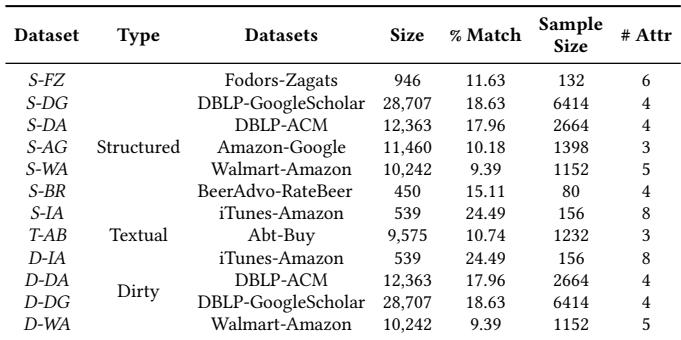 Dataset Type Datasets Size % Match Sample Size # Attr
S-FZ Fodors-Zagats 946 11.63 132 6
S-DG DBLP-GoogleScholar 28,707 18.63 6414 4
S-DA DBLP-ACM 12,363 17.96 2664 4
S-AG Structured Amazon-Google 11,460 10.18 1398 3
S-WA Walmart-Amazon 10,242 9.39 1152 5
S-BR BeerAdvo-RateBeer 450 15.11 80 4
S-IA iTunes-Amazon 539 24.49 156 8
T-AB Textual Abt-Buy 9,575 10.74 1232 3
D-IA iTunes-Amazon 539 24.49 156 8
D-DA Dirty DBLP-ACM 12,363 17.96 2664 4
D-DG DBLP-GoogleScholar 28,707 18.63 6414 4
D-WA Walmart-Amazon 10,242 9.39 1152 5